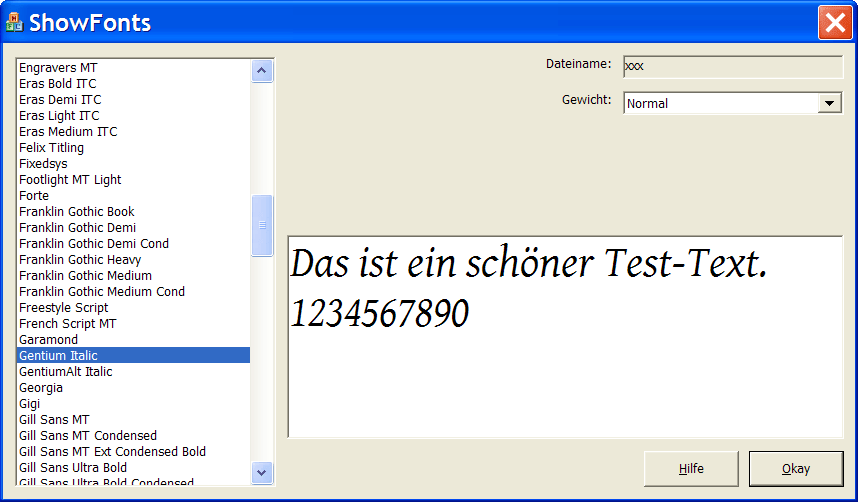 ShowFonts
Engravers MT
Eras Bold ITC
Eras Demi ITC
Eras Light ITC
Eras Medium ITC
Felix Titling
Fixedsys
Footlight MT Light
Forte
Franklin Gothic Book
Franklin Gothic Demi
Franklin Gothic Demi Cond
Franklin Gothic Heavy
Franklin Gothic Medium
Franklin Gothic Medium Cond
Freestyle Script
French Script MT
Garamond
Gentium Italic
GentiumAlt Italic
Georgia
Gigi
Gill Sans MT
Gill Sans MT Condensed
Gill Sans MT Ext Condensed Bold
Gill Sans Ultra Bold
Gill Sans Ultra Bold Condensed
Dateiname: xxx
Gewicht: Normal
Das ist ein schöner Test-Text.
1234567890
Hilfe Okay